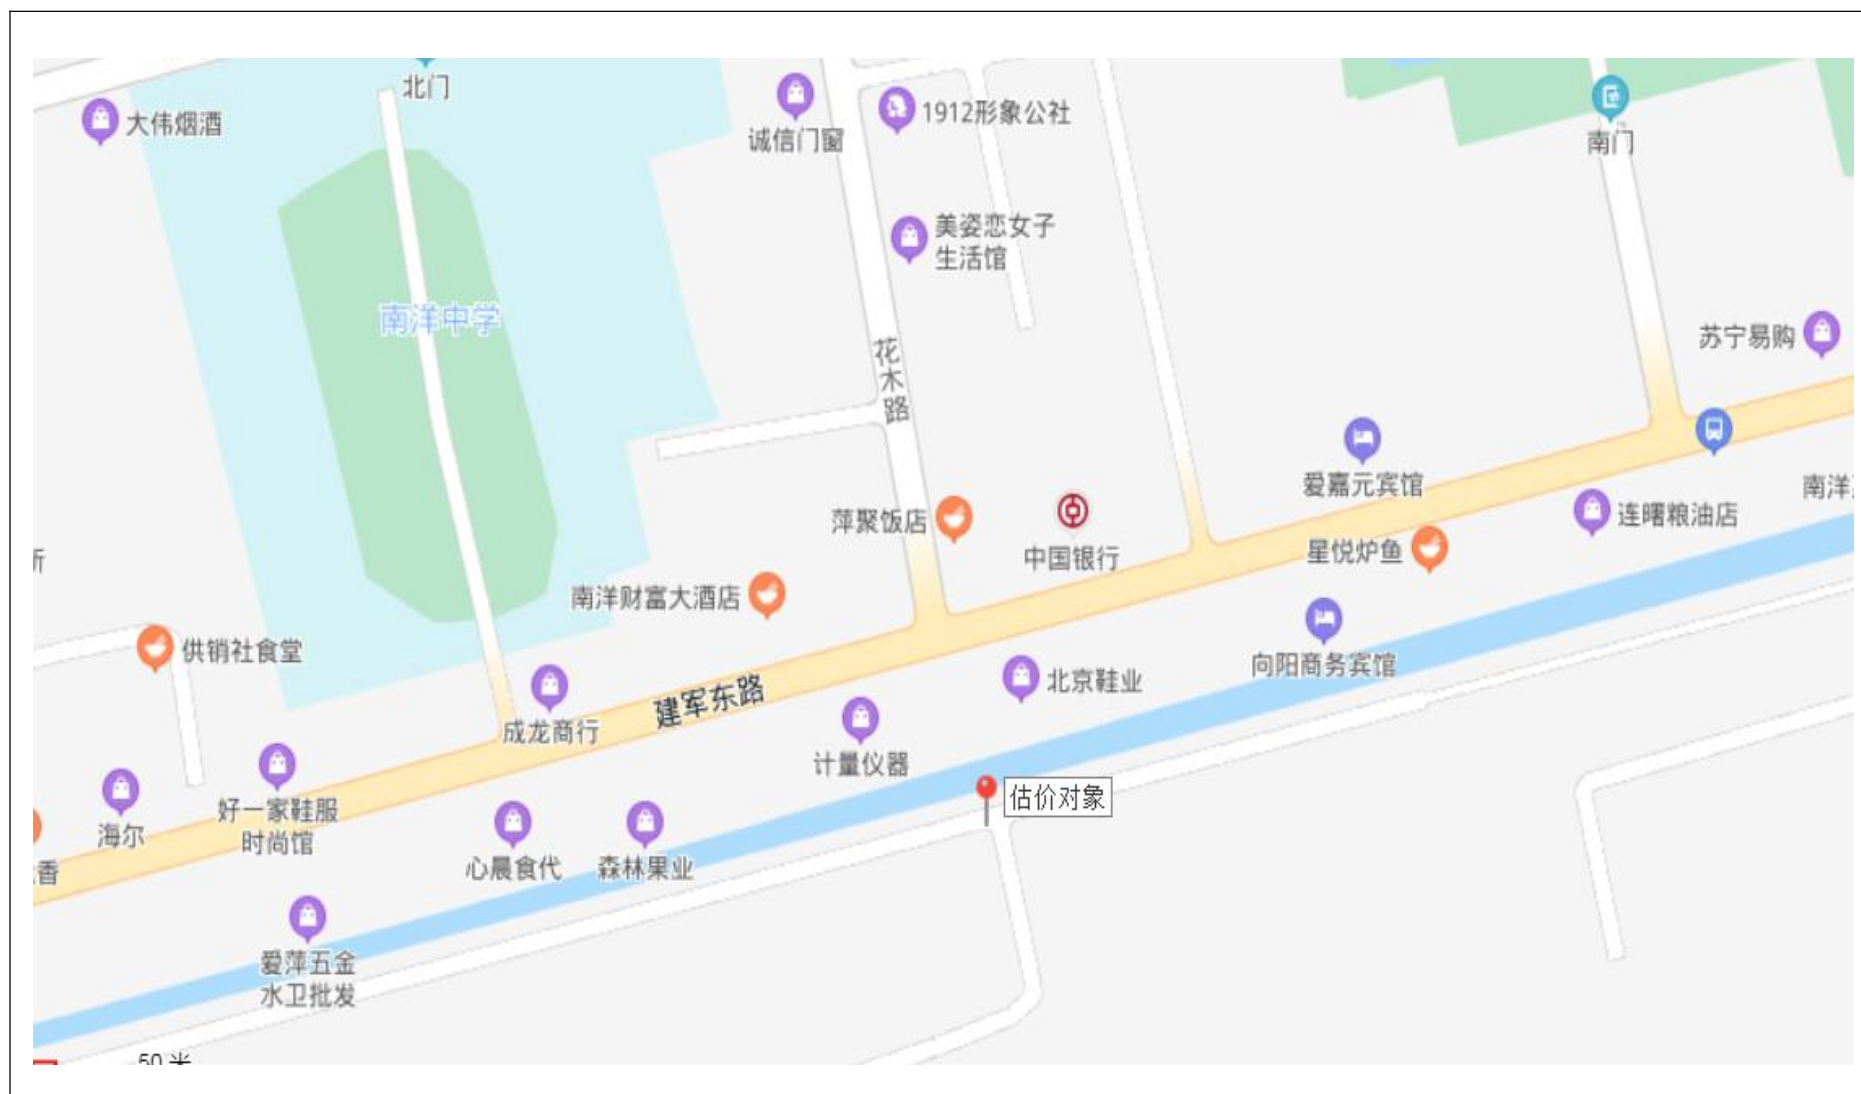 北门
大伟烟酒
诚信门窗
1912形象公社
南门
美姿恋女子
生活馆
南洋中学
花木路
苏宁易购
爱嘉元宾馆
南洋
连曙粮油店
萍聚饭店
中国银行
星悦炉鱼
南洋财富大酒店
供销社食堂
向阳商务宾馆
北京鞋业
建军东路
成龙商行
计量仪器
估价对象
好一家鞋服
时尚馆
海尔
香
心晨食代
森林果业
爱萍五金
水卫批发
50 米